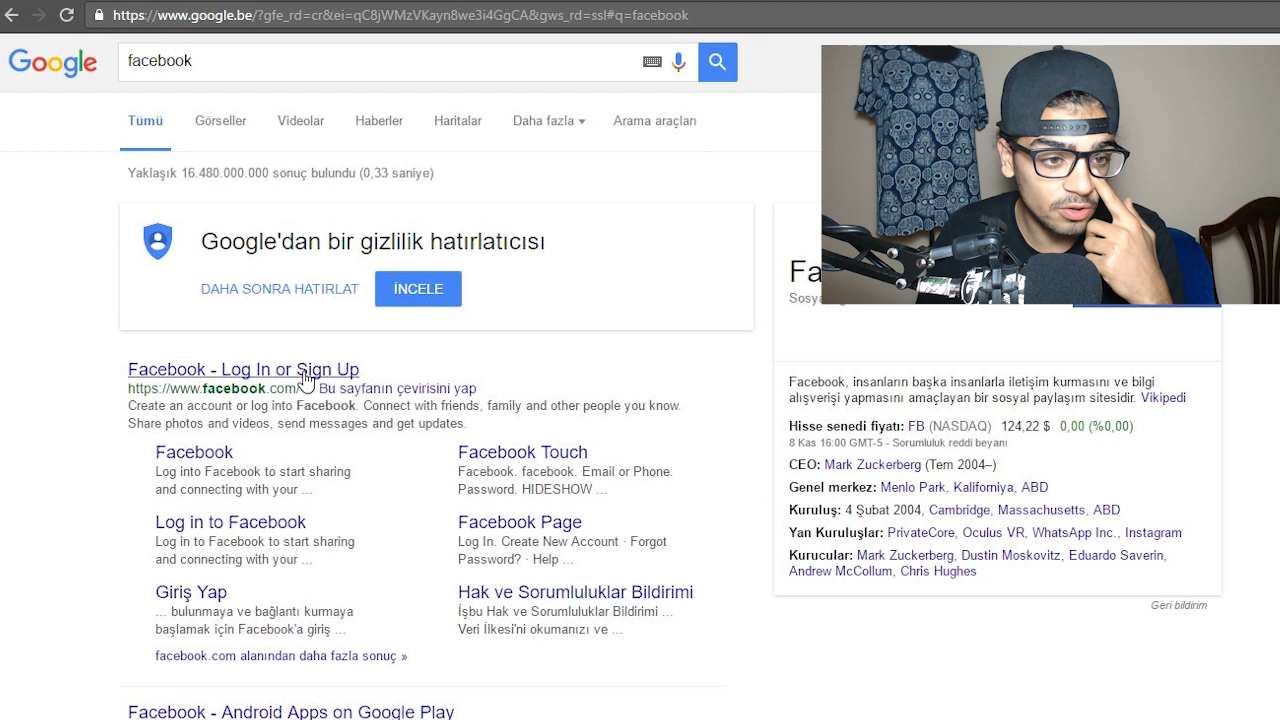 https://www.google.be/?gfe_rd=cr&ei=qC8jWMzVKayn8we3i4GgCA&gws_rd=ssl#q=facebook
Google
facebook
Tümü Görseller Videolar Haberler Haritalar Daha fazla Arama araçları
Yaklaşık 16.480.000.000 sonuç bulundu (0,33 saniye)
Google'dan bir gizlilik hatırlatıcısı
DAHA SONRA HATIRLAT İNCELE
Facebook - Log In or Sign Up
https://www.facebook.com/ Bu sayfanın çevirisini yap
Create an account or log into Facebook. Connect with friends, family and other people you know.
Share photos and videos, send messages and get updates.
Facebook
Log into Facebook to start sharing
and connecting with your ...
Facebook Touch
Facebook. facebook. Email or Phone.
Password. HIDESHOW ...
Log in to Facebook
Log in to Facebook to start sharing
and connecting with your ...
Facebook Page
Log In. Create New Account · Forgot
Password? · Help ...
Giriş Yap
... bulunmaya ve bağlantı kurmaya
başlamak için Facebook'a giriş ...
Hak ve Sorumluluklar Bildirimi
İşbu Hak ve Sorumluluklar Bildirimi ...
Veri İlkesi'ni okumanızı ve ...
facebook.com alanından daha fazla sonuç »
Facebook - Android Apps on Google Play
Fa
Sosya
Facebook, insanların başka insanlarla iletişim kurmasını ve bilgi
alışverişi yapmasını amaçlayan bir sosyal paylaşım sitesidir. Vikipedi
Hisse senedi fiyatı: FB (NASDAQ) 124,22 $ 0,00 (%0,00)
8 Kas 16:00 GMT-5 - Sorumluluk reddi beyanı
CEO: Mark Zuckerberg (Tem 2004–)
Genel merkez: Menlo Park, Kaliforniya, ABD
Kuruluş: 4 Şubat 2004, Cambridge, Massachusetts, ABD
Yan Kuruluşlar: PrivateCore, Oculus VR, WhatsApp Inc., Instagram
Kurucular: Mark Zuckerberg, Dustin Moskovitz, Eduardo Saverin,
Andrew McCollum, Chris Hughes
Geri bildirim